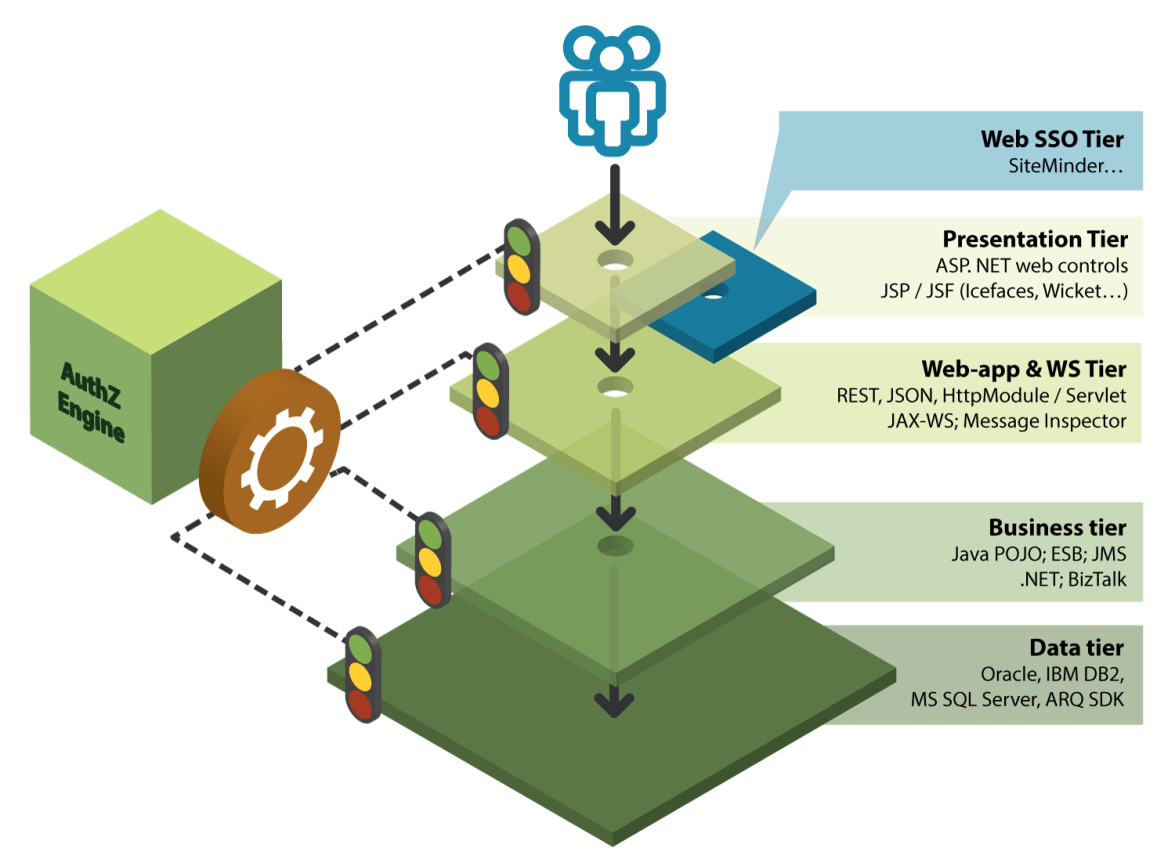 Web SSO Tier
SiteMinder…
Presentation Tier
ASP. NET web controls
JSP / JSF (Icefaces, Wicket…)
AuthZ
Engine
Web-app & WS Tier
REST, JSON, HttpModule / Servlet
JAX-WS; Message Inspector
Business tier
Java POJO; ESB; JMS
.NET; BizTalk
Data tier
Oracle, IBM DB2,
MS SQL Server, ARQ SDK